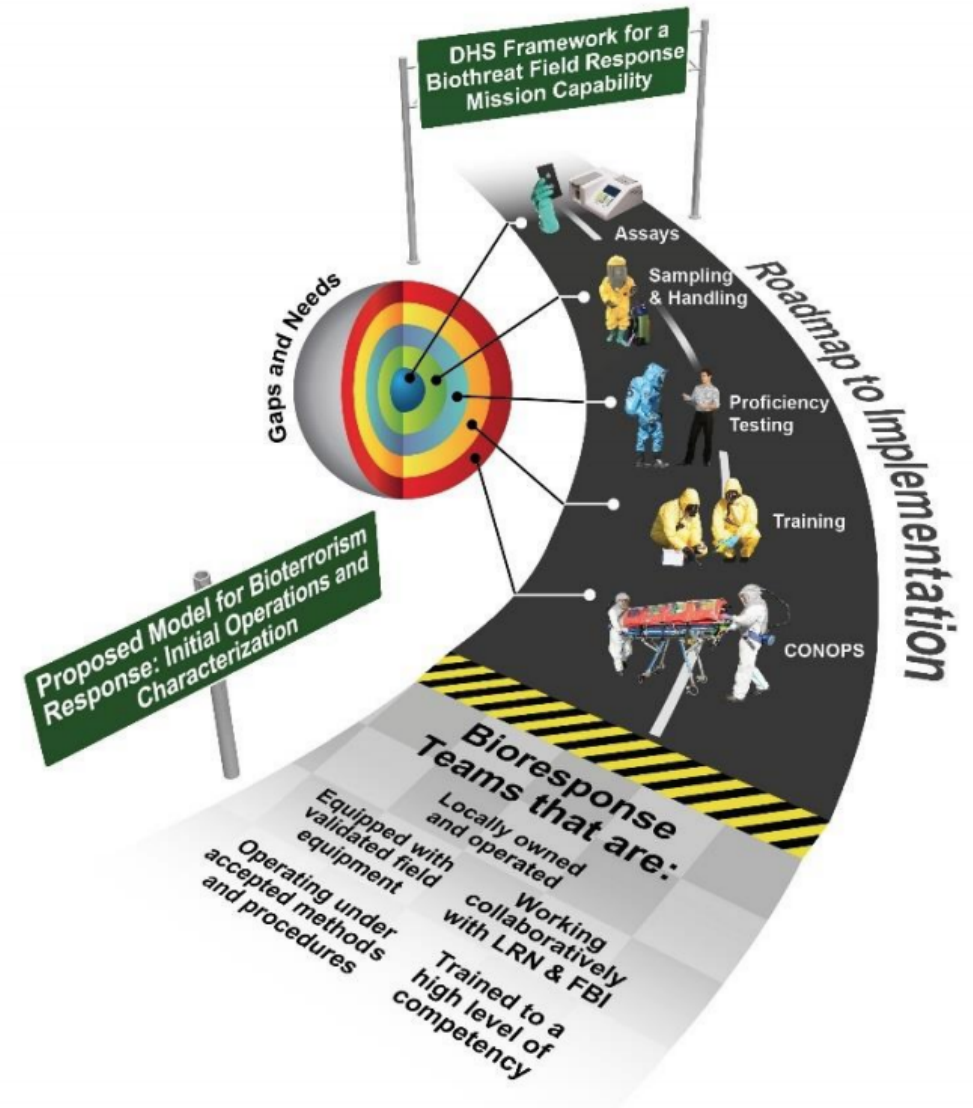 DHS Framework for a
Biothreat Field Response
Mission Capability
Gaps and Needs
Roadmap to Implementation
Assays
Sampling
& Handling
Proficiency
Testing
Training
CONOPS
Proposed Model for Bioterrorism
Response: Initial Operations and
Characterization
Bioresponse
Teams that are:
Locally owned
and operated
Equipped with
validated field
equipment
Working
collaboratively
with LRN & FBI
Operating under
accepted methods
and procedures
Trained to a
high level of
competency